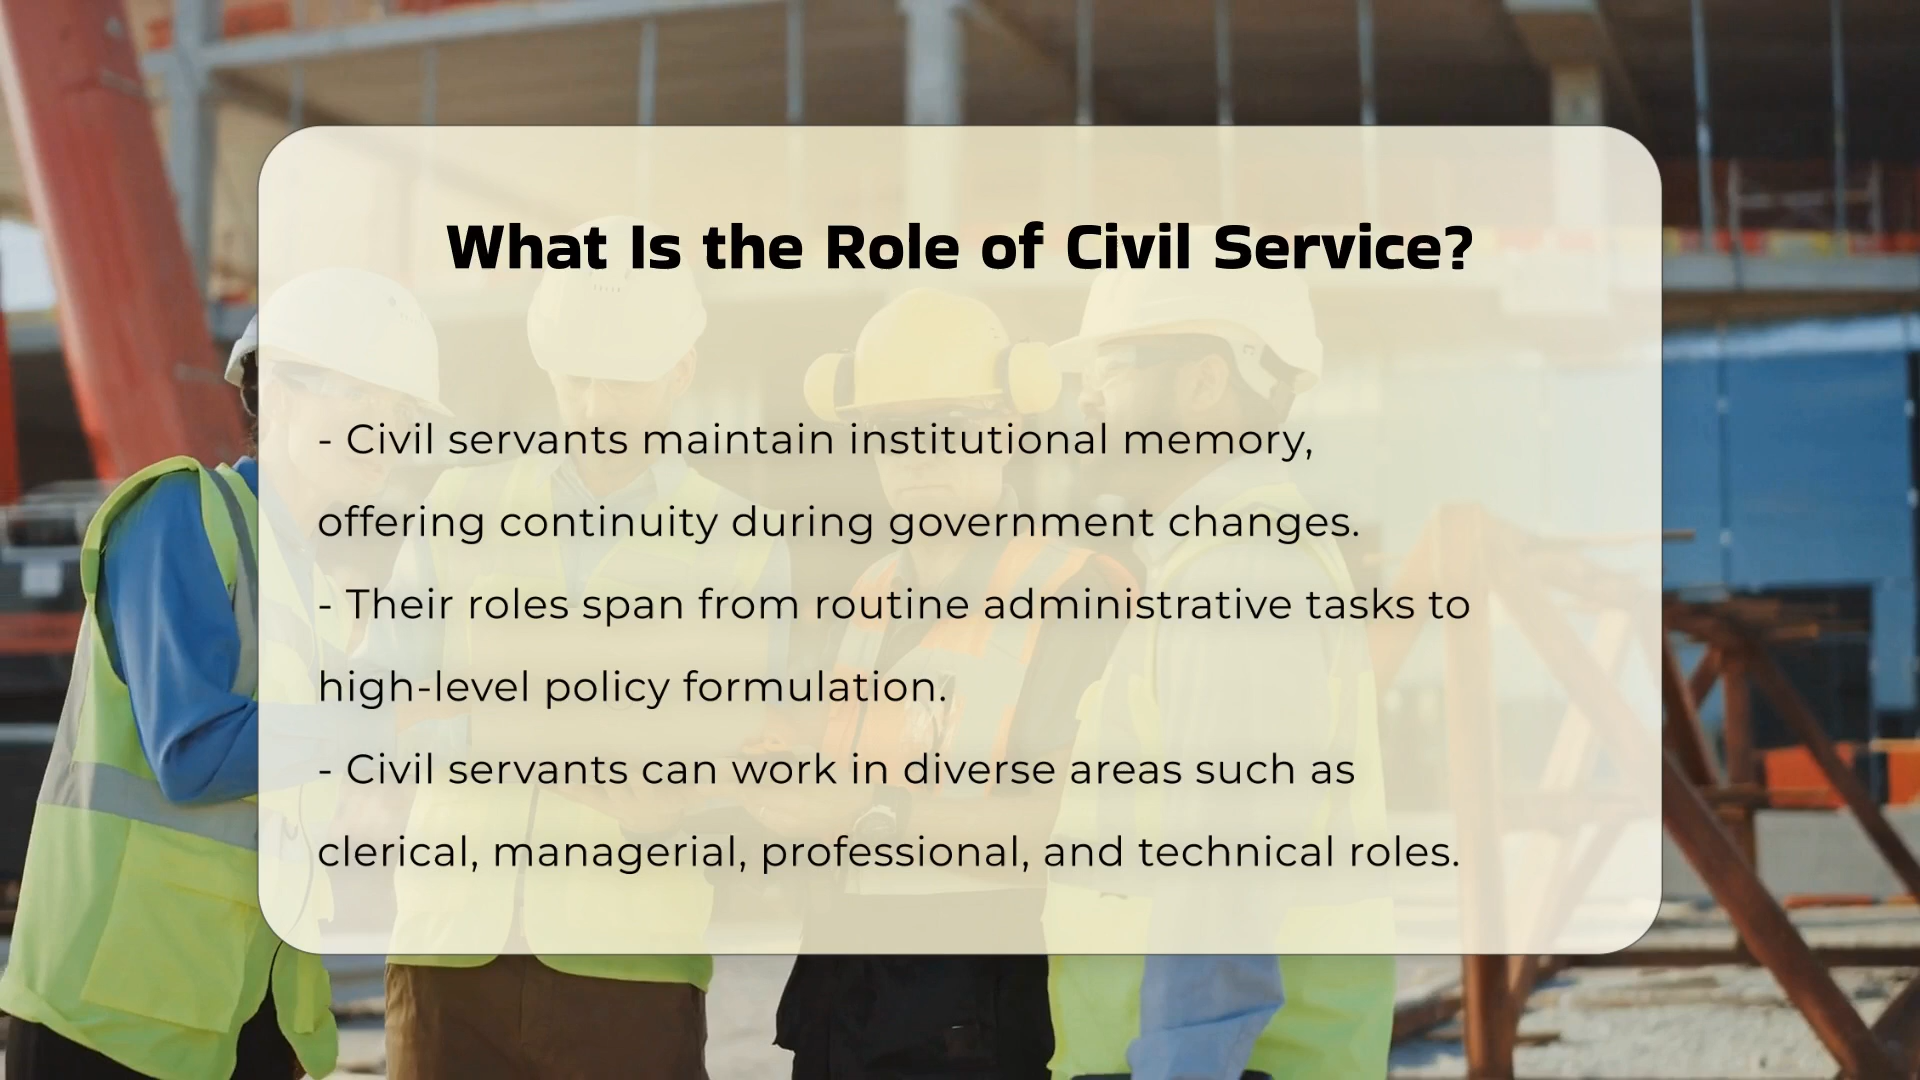 What Is the Role of Civil Service?
- Civil servants maintain institutional memory,
offering continuity during government changes.
- Their roles span from routine administrative tasks to
high-level policy formulation.
- Civil servants can work in diverse areas such as
clerical, managerial, professional, and technical roles.